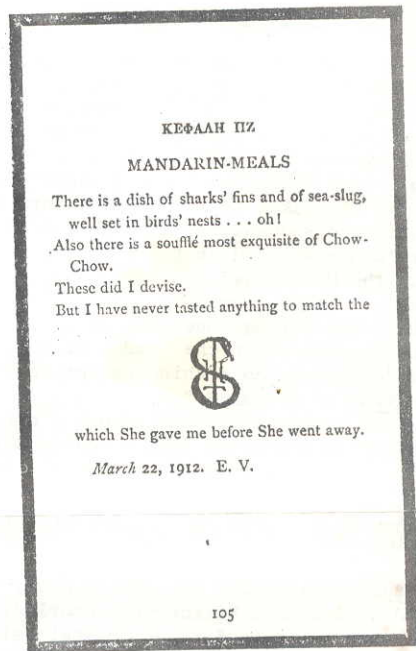 ΚΕΦΑΛΗ ΠΖ
MANDARIN-MEALS
There is a dish of sharks' fins and of sea-slug,
well set in birds' nests . . . oh!
Also there is a soufflé most exquisite of Chow-
Chow.
These did I devise.
But I have never tasted anything to match the
which She gave me before She went away.
March 22, 1912. E. V.
105